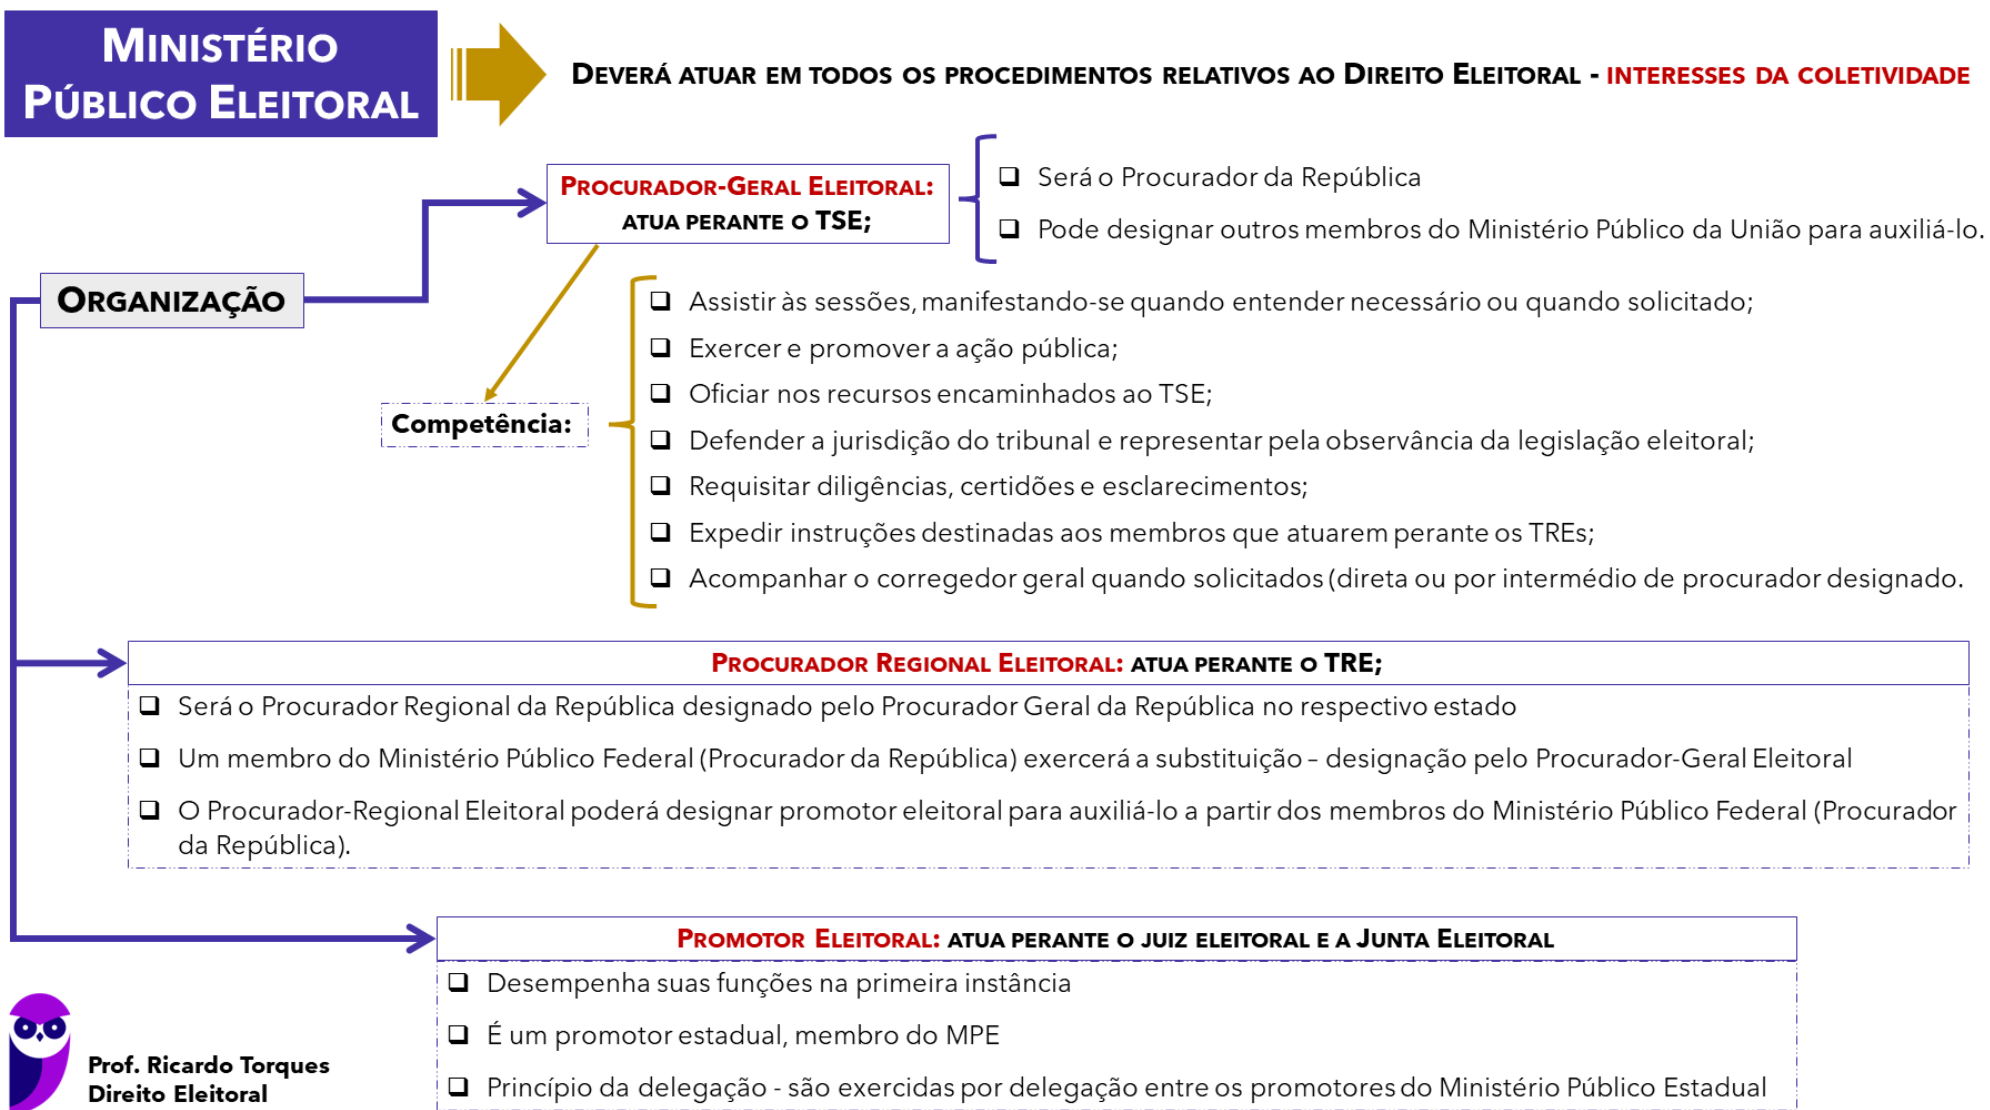 MINISTÉRIO
PÚBLICO ELEITORAL
DEVERÁ ATUAR EM TODOS OS PROCEDIMENTOS RELATIVOS AO DIREITO ELEITORAL - INTERESSES DA COLETIVIDADE
PROCURADOR-GERAL ELEITORAL:
ATUA PERANTE O TSE;
❑ Será o Procurador da República
❑ Pode designar outros membros do Ministério Público da União para auxiliá-lo.
ORGANIZAÇÃO
Competência:
❑ Assistir às sessões, manifestando-se quando entender necessário ou quando solicitado;
❑ Exercer e promover a ação pública;
❑ Oficiar nos recursos encaminhados ao TSE;
❑ Defender a jurisdição do tribunal e representar pela observância da legislação eleitoral;
❑ Requisitar diligências, certidões e esclarecimentos;
❑ Expedir instruções destinadas aos membros que atuarem perante os TREs;
❑ Acompanhar o corregedor geral quando solicitados (direta ou por intermédio de procurador designado.
PROCURADOR REGIONAL ELEITORAL: ATUA PERANTE O TRE;
❑ Será o Procurador Regional da República designado pelo Procurador Geral da República no respectivo estado
❑ Um membro do Ministério Público Federal (Procurador da República) exercerá a substituição – designação pelo Procurador-Geral Eleitoral
❑ O Procurador-Regional Eleitoral poderá designar promotor eleitoral para auxiliá-lo a partir dos membros do Ministério Público Federal (Procurador
da República).
PROMOTOR ELEITORAL: ATUA PERANTE O JUIZ ELEITORAL E A JUNTA ELEITORAL
❑ Desempenha suas funções na primeira instância
❑ É um promotor estadual, membro do MPE
❑ Princípio da delegação - são exercidas por delegação entre os promotores do Ministério Público Estadual
Prof. Ricardo Torques
Direito Eleitoral